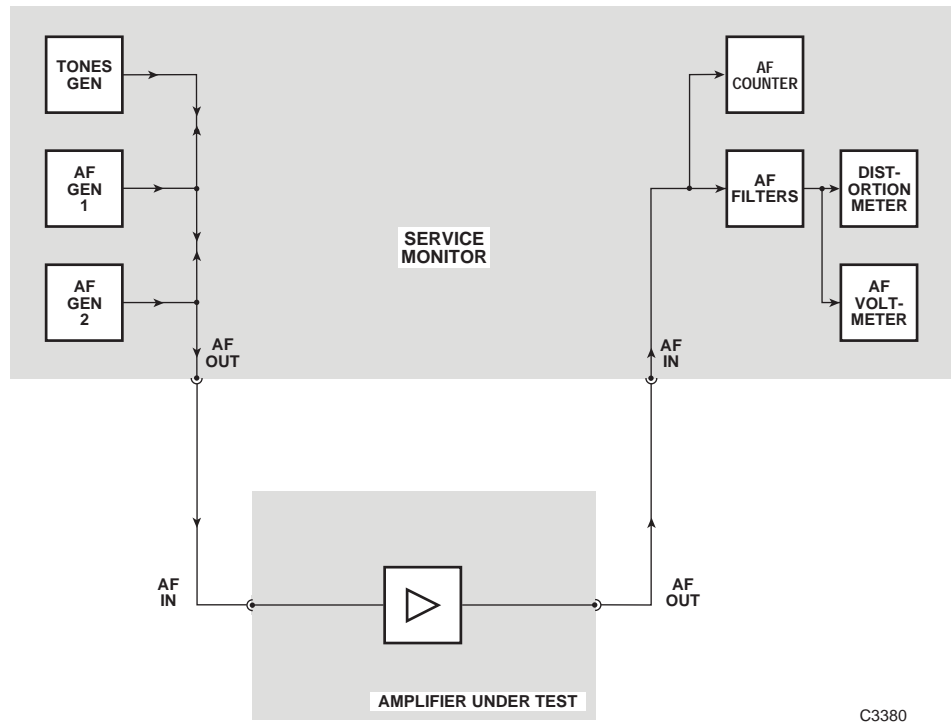 TONES
GEN
AF
GEN
1
AF
GEN
2
AF
OUT
SERVICE
MONITOR
AF
COUNTER
AF
FILTERS
DIST-
ORTION
METER
AF
VOLT-
METER
AF
IN
AF
IN
AF
OUT
AMPLIFIER UNDER TEST
C3380